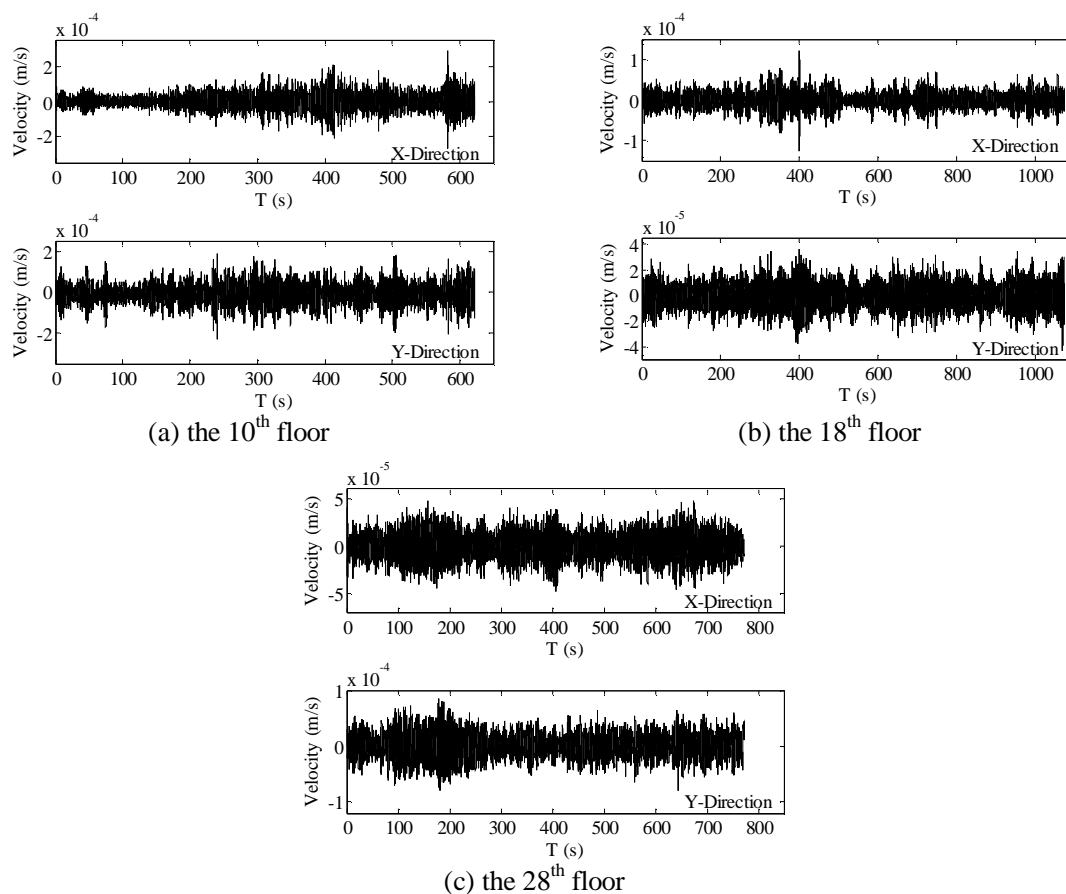 x 10-4
Velocity (m/s)
2
0
-2
X-Direction
0 100 200 300 400 500 600
T (s)
x 10-4
Velocity (m/s)
2
0
-2
Y-Direction
0 100 200 300 400 500 600
T (s)
(a) the 10th floor
x 10-4
Velocity (m/s)
1
0
-1
X-Direction
0 200 400 600 800 1000
T (s)
x 10-5
Velocity (m/s)
4
2
0
-2
-4
Y-Direction
0 200 400 600 800 1000
T (s)
(b) the 18th floor
x 10-5
Velocity (m/s)
5
0
-5
X-Direction
0 100 200 300 400 500 600 700 800
T (s)
x 10-4
Velocity (m/s)
1
0
-1
Y-Direction
0 100 200 300 400 500 600 700 800
T (s)
(c) the 28th floor